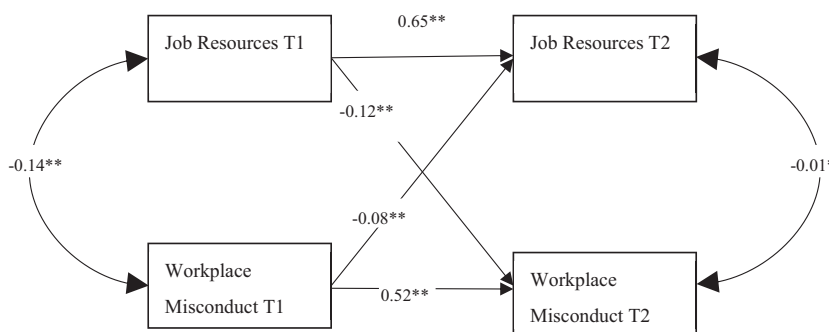 0.65**
Job Resources T1
Job Resources T2
-0.12**
-0.14**
-0.01*
-0.08**
Workplace
Misconduct T1
Workplace
Misconduct T2
0.52**